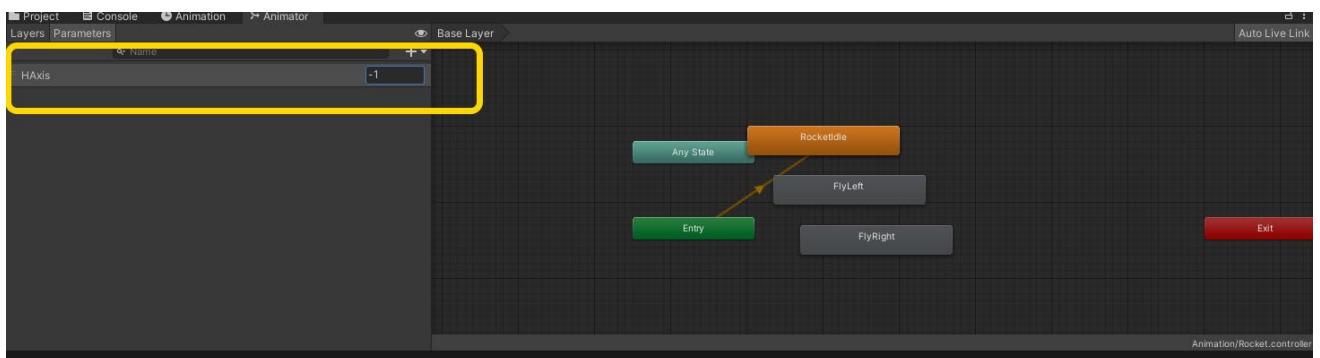 Project Console Animation Animator
Layers Parameters Base Layer Auto Live Link
Name
HAxis -1
RocketIdle
Any State
FlyLeft
Entry
FlyRight
Exit
Animation/Rocket.controller